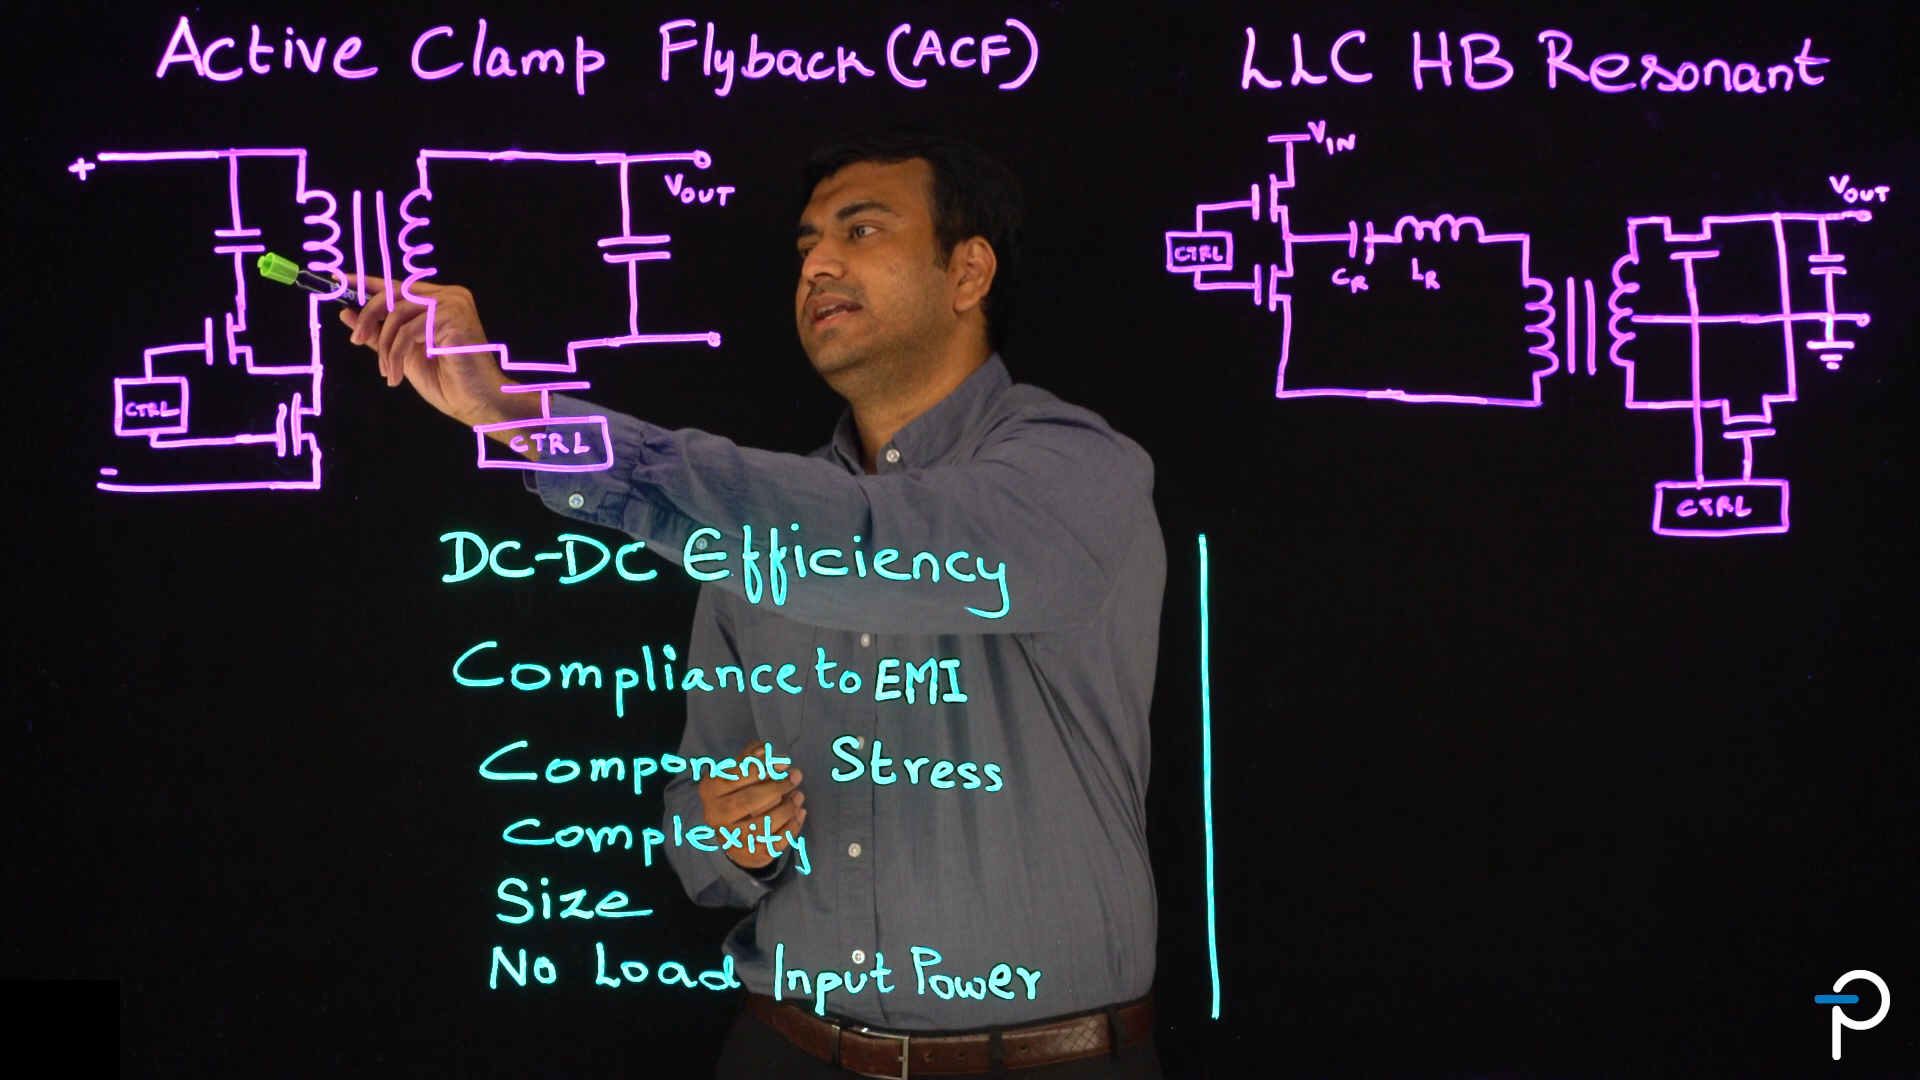 Active Clamp Flyback (ACF)
LLC HB Resonant
+
VOUT
CTRL
-
CTRL
VIN
CTRL
CR
LR
VOUT
CTRL
DC-DC Efficiency
Compliance to EMI
Component Stress
Complexity
Size
No Load Input Power